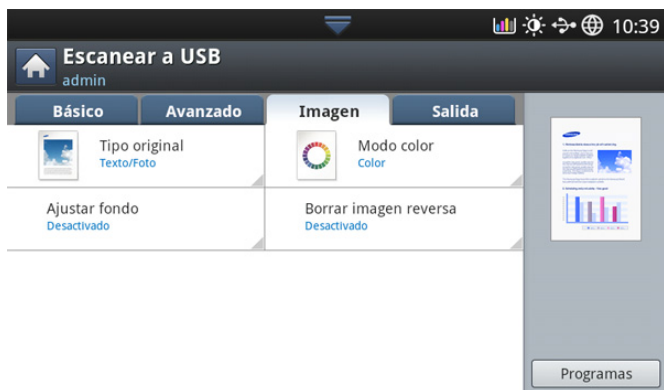 10:39
Escanear a USB
admin
Básico Avanzado Imagen Salida
Tipo original
Texto/Foto
Modo color
Color
Ajustar fondo
Desactivado
Borrar imagen reversa
Desactivado
Programas